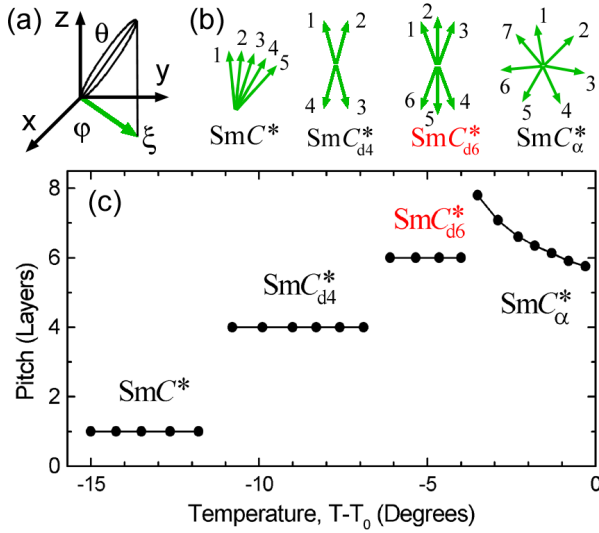 (a)
z
θ
y
x
φ
ξ
(b)
1 2 3 4 5
SmC*
1 2
4 3
SmC*d4
2
1 3
6 4
5
SmC*d6
1
7 2
6 3
5 4
SmC*α
(c)
Pitch (Layers)
8
6
4
2
0
SmC*
SmC*d4
SmC*d6
SmC*α
-15 -10 -5 0
Temperature, T-T0 (Degrees)